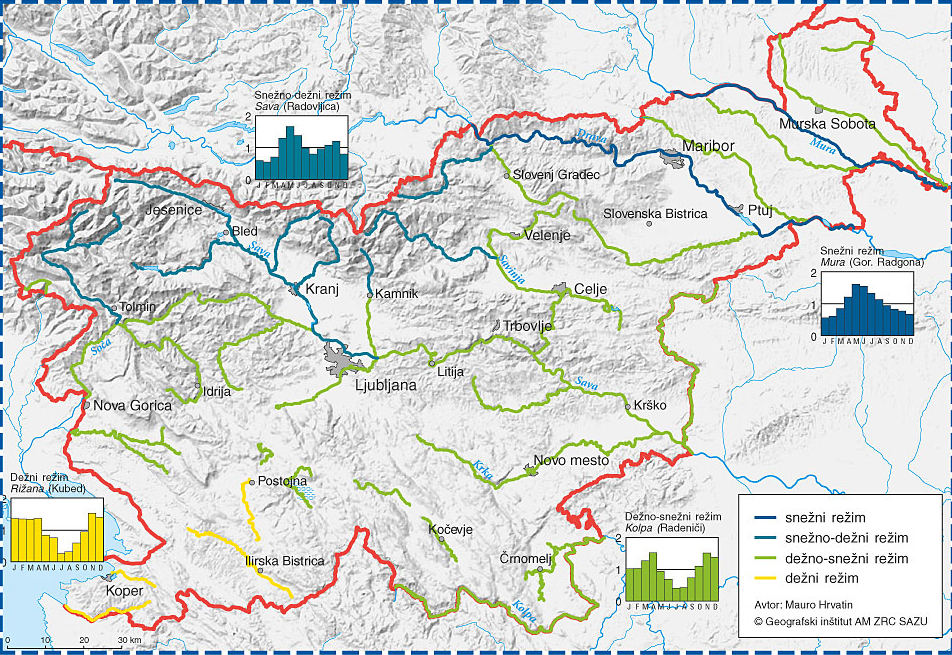 Snežno-dežni režim
Sava (Radovljica)
2
1
0
J F M A M J J A S O N D
Murska Sobota
Mura
Drava
Maribor
Slovenj Gradec
Slovenska Bistrica
Ptuj
Jesenice
Bled
Sava
Velenje
Savinja
Snežni režim
Mura (Gor. Radgona)
2
1
0
J F M A M J J A S O N D
Kranj
Kamnik
Celje
Tolmin
Trbovlje
Soča
Ljubljana
Litija
Sava
Idrija
Nova Gorica
Krško
Krka
Novo mesto
Dežni režim
Rižana (Kubed)
2
1
0
J F M A M J J A S O N D
Postojna
Dežno-snežni režim
Kolpa (Radeniči)
2
1
0
J F M A M J J A S O N D
Kočevje
Črnomelj
Ilirska Bistrica
Koper
Kolpa
snežni režim
snežno-dežni režim
dežno-snežni režim
dežni režim
Avtor: Mauro Hrvatin
© Geografski inštitut AM ZRC SAZU
0 10 20 30 km